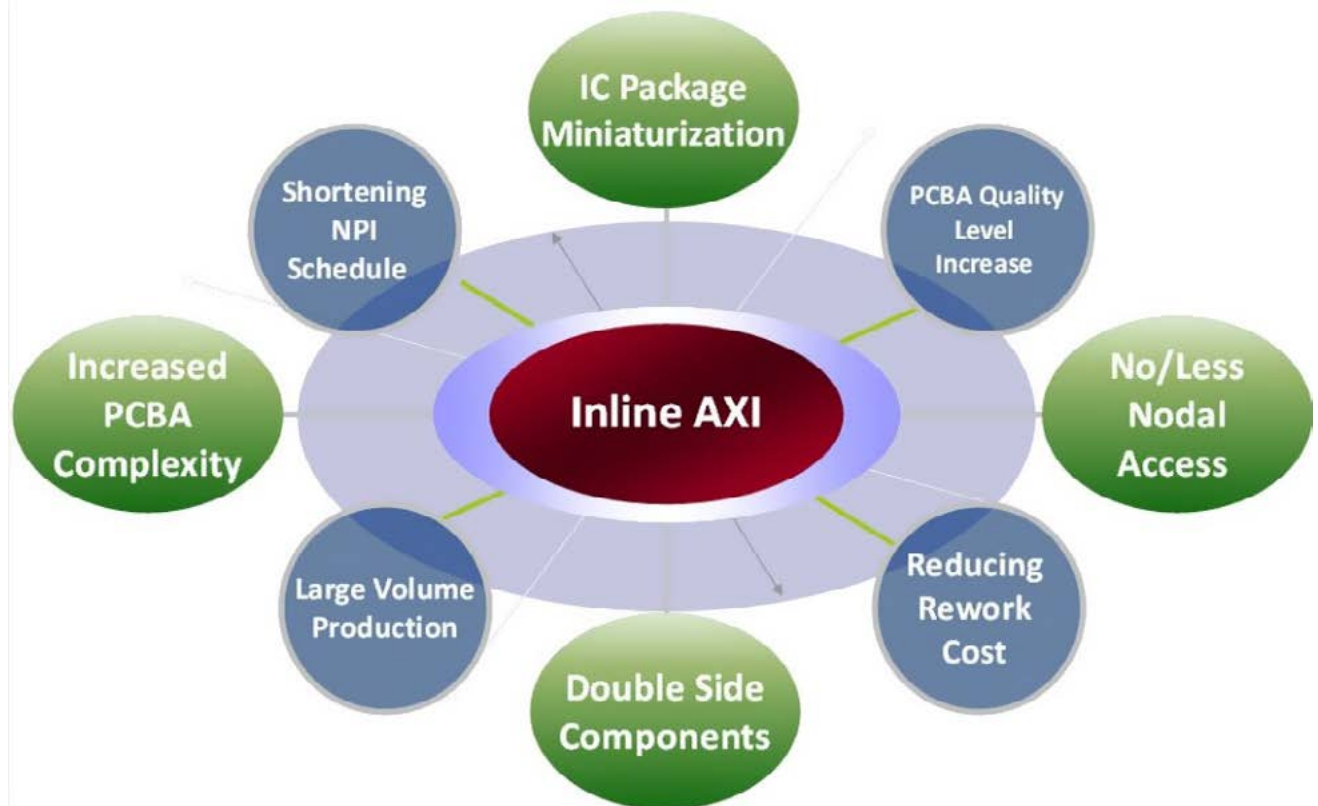 IC Package
Miniaturization
Shortening
NPI
Schedule
PCBA Quality
Level
Increase
Increased
PCBA
Complexity
Inline AXI
No/Less
Nodal
Access
Large Volume
Production
Reducing
Rework
Cost
Double Side
Components